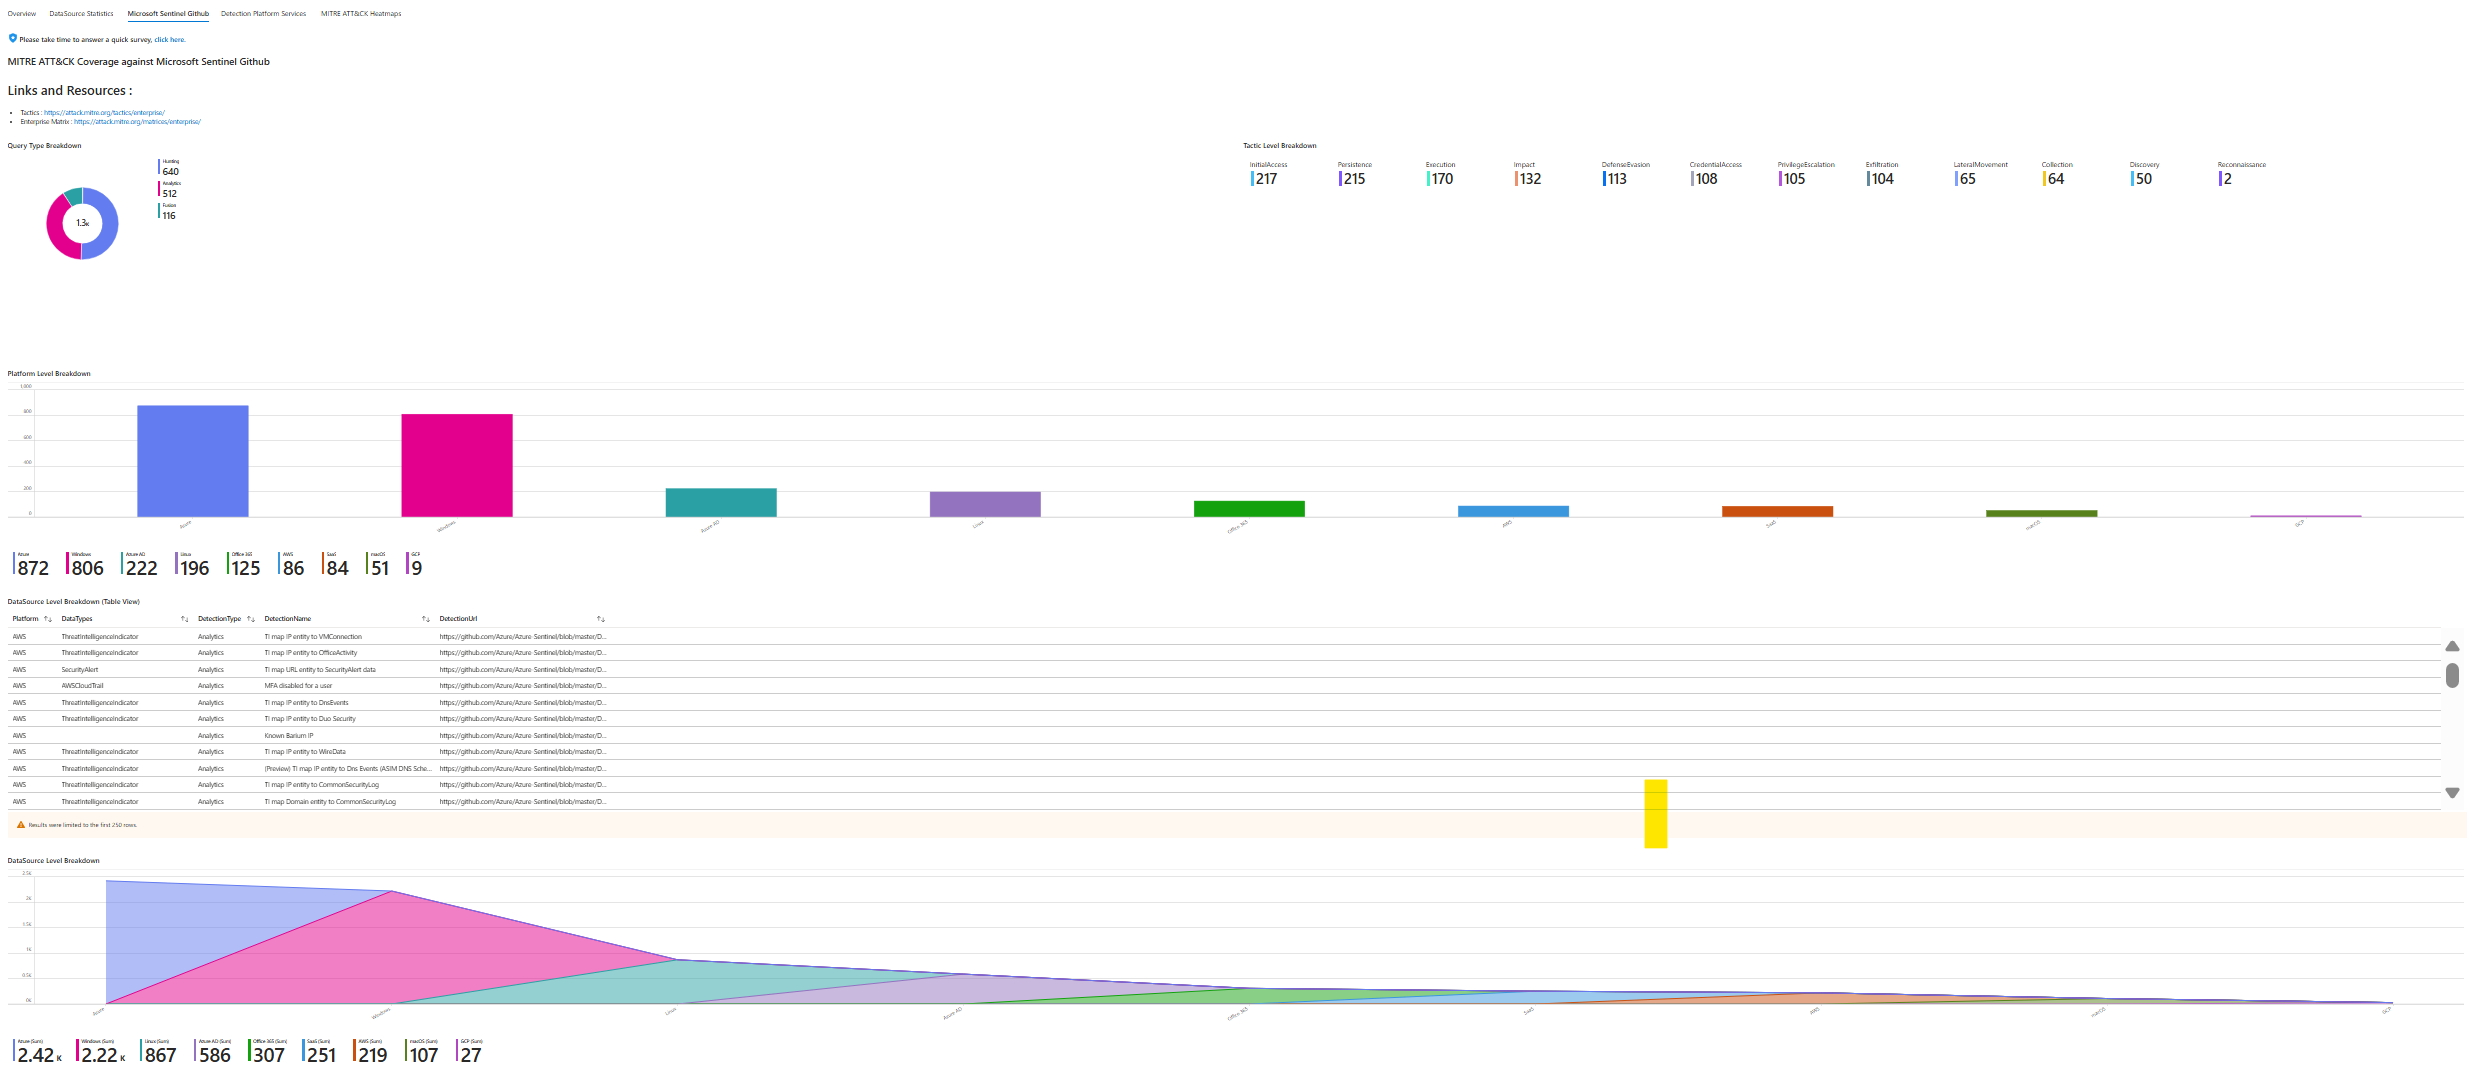 Overview DataSource Statistics Microsoft Sentinel Github Detection Platform Services MITRE ATT&CK Heatmaps
Please take time to answer a quick survey, click here.
MITRE ATT&CK Coverage against Microsoft Sentinel Github
Links and Resources :
• Tactics : https://attack.mitre.org/tactics/enterprise/
• Enterprise Matrix : https://attack.mitre.org/matrices/enterprise/
Query Type Breakdown
Hunting
640
Analytics
512
Fusion
116
1.3K
Tactic Level Breakdown
InitialAccess Persistence Execution Impact DefenseEvasion CredentialAccess PrivilegeEscalation Exfiltration LateralMovement Collection Discovery Reconnaissance
217 215 170 132 113 108 105 104 65 64 50 2
Platform Level Breakdown
1,000
800
600
400
200
0
Azure Windows Azure AD Linux Office 365 AWS SaaS macOS GCP
Azure Windows Azure AD Linux Office 365 AWS SaaS macOS GCP
872 806 222 196 125 86 84 51 9
DataSource Level Breakdown (Table View)
Platform DataTypes DetectionType DetectionName DetectionUrl
AWS ThreatIntelligenceIndicator Analytics TI map IP entity to VMConnection https://github.com/Azure/Azure-Sentinel/blob/master/D...
AWS ThreatIntelligenceIndicator Analytics TI map IP entity to OfficeActivity https://github.com/Azure/Azure-Sentinel/blob/master/D...
AWS SecurityAlert Analytics TI map URL entity to SecurityAlert data https://github.com/Azure/Azure-Sentinel/blob/master/D...
AWS AWSCloudTrail Analytics MFA disabled for a user https://github.com/Azure/Azure-Sentinel/blob/master/D...
AWS ThreatIntelligenceIndicator Analytics TI map IP entity to DnsEvents https://github.com/Azure/Azure-Sentinel/blob/master/D...
AWS ThreatIntelligenceIndicator Analytics TI map IP entity to Duo Security https://github.com/Azure/Azure-Sentinel/blob/master/D...
AWS Analytics Known Barium IP https://github.com/Azure/Azure-Sentinel/blob/master/D...
AWS ThreatIntelligenceIndicator Analytics TI map IP entity to WireData https://github.com/Azure/Azure-Sentinel/blob/master/D...
AWS ThreatIntelligenceIndicator Analytics (Preview) TI map IP entity to Dns Events (ASIM DNS Sche... https://github.com/Azure/Azure-Sentinel/blob/master/D...
AWS ThreatIntelligenceIndicator Analytics TI map IP entity to CommonSecurityLog https://github.com/Azure/Azure-Sentinel/blob/master/D...
AWS ThreatIntelligenceIndicator Analytics TI map Domain entity to CommonSecurityLog https://github.com/Azure/Azure-Sentinel/blob/master/D...
Results were limited to the first 250 rows.
DataSource Level Breakdown
2.5K
2K
1.5K
1K
0.5K
0K
Azure Windows Linux Azure AD Office 365 SaaS AWS macOS GCP
Azure (Sum) Windows (Sum) Linux (Sum) Azure AD (Sum) Office 365 (Sum) SaaS (Sum) AWS (Sum) macOS (Sum) GCP (Sum)
2.42 K 2.22 K 867 586 307 251 219 107 27